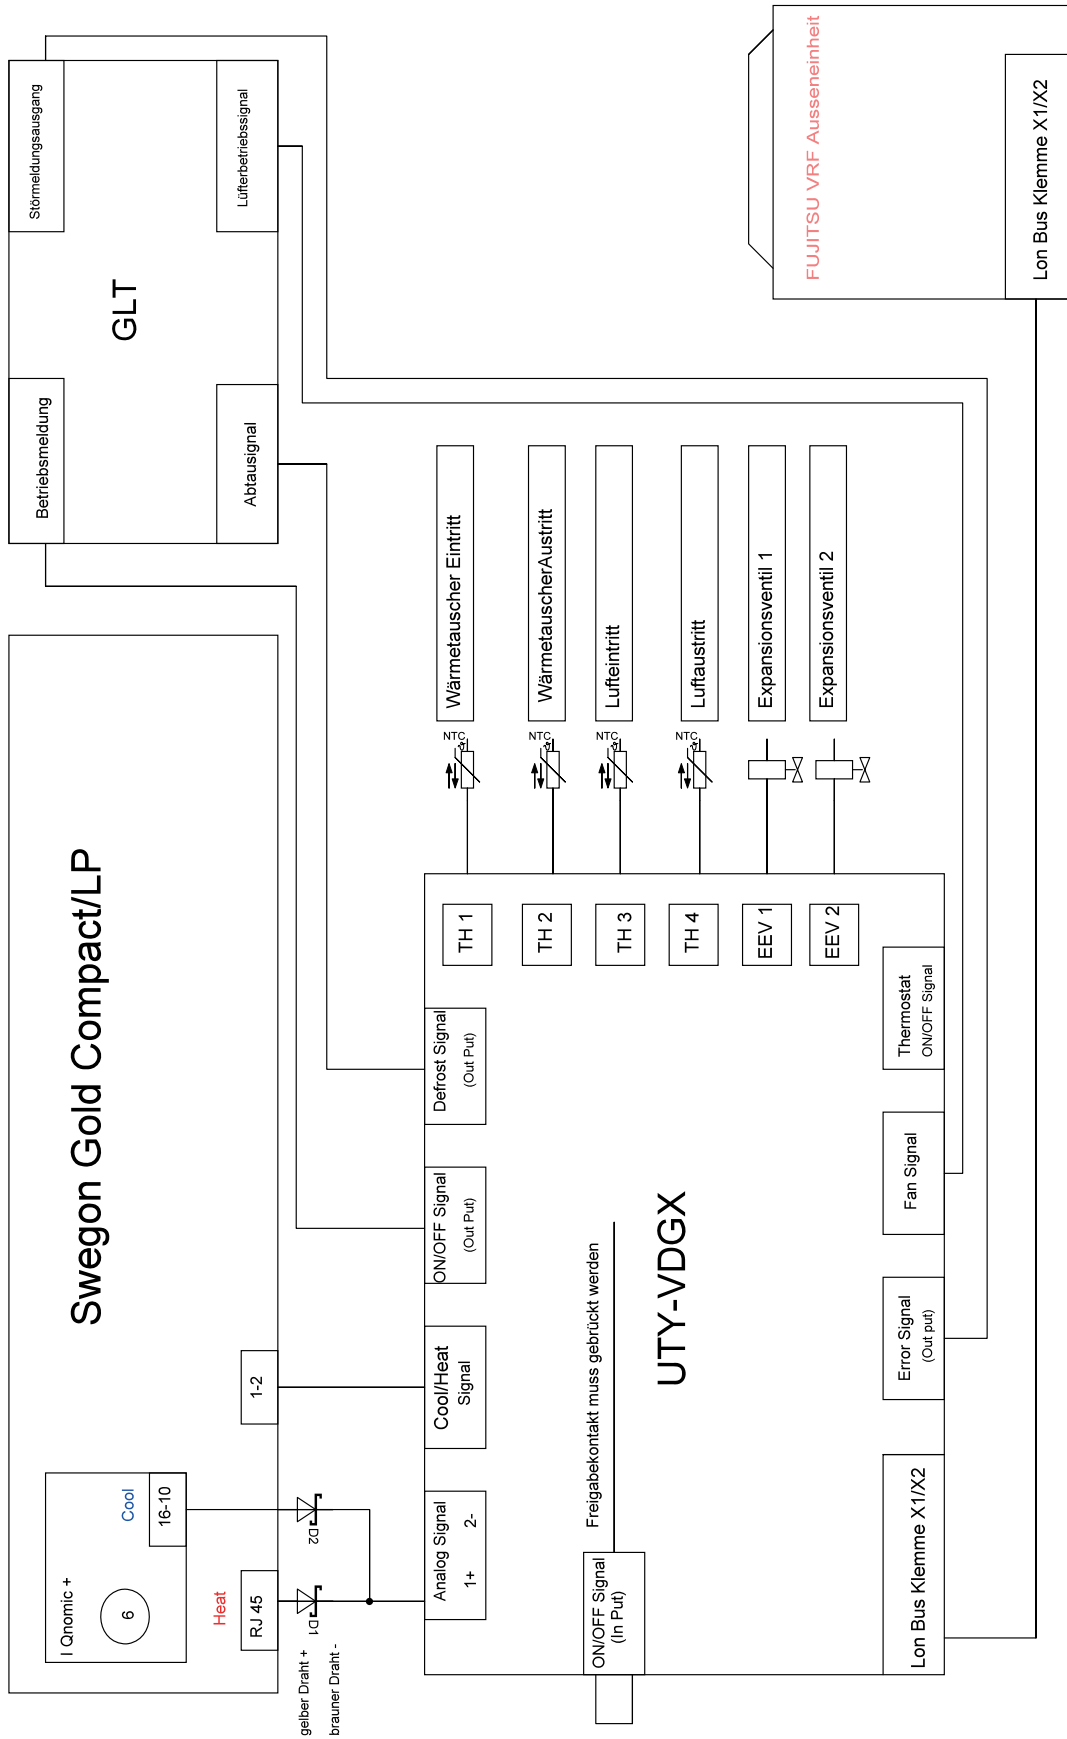 Swegon Gold Compact/LP
I Qnomic +
6
Cool
16-10
Heat
RJ 45
1-2
gelber Draht +
brauner Draht -
D1
D2
GLT
Betriebsmeldung
Störmeldungsausgang
Abtausignal
Lüfterbetriebssignal
UTY-VDGX
Analog Signal
1+ 2-
Cool/Heat
Signal
ON/OFF Signal
(Out Put)
Defrost Signal
(Out Put)
ON/OFF Signal
(In Put)
Freigabekontakt muss gebrückt werden
TH 1
TH 2
TH 3
TH 4
EEV 1
EEV 2
NTC
NTC
NTC
NTC
Wärmetauscher Eintritt
WärmetauscherAustritt
Lufteintritt
Luftaustritt
Expansionsventil 1
Expansionsventil 2
Lon Bus Klemme X1/X2
Error Signal
(Out put)
Fan Signal
Thermostat
ON/OFF Signal
FUJITSU VRF Ausseneinheit
Lon Bus Klemme X1/X2